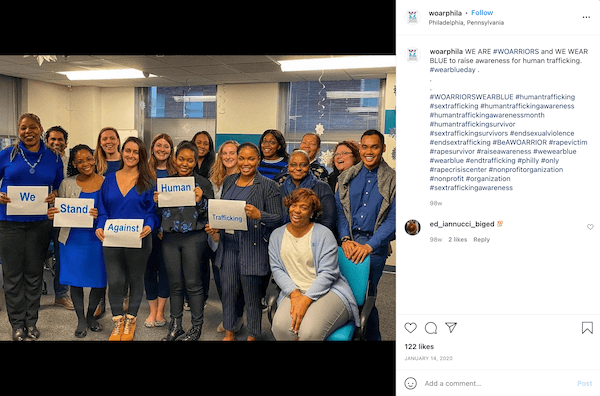 woarphila • Follow
Philadelphia, Pennsylvania
woarphila WE ARE #WOARRIORS and WE WEAR
BLUE to raise awareness for human trafficking.
#wearblueday .
.
.
#WOARRIORSWEARBLUE #humantrafficking
#sextrafficking #humantraffickingawareness
#humantraffickingawarenessmonth
#humantraffickingsurvivor
#sextraffickingsurvivors #endsexualviolence
#endsextrafficking #BeAWOARRIOR #rapevictim
#rapesurvivor #raiseawareness #wewearblue
#wearblue #endtrafficking #philly #only
#rapecrisiscenter #nonprofitorganization
#nonprofit #organization
#sextraffickingawareness
98w
ed_iannucci_biged 💯
98w 2 likes Reply
We
Stand
Against
Human
Trafficking
122 likes
JANUARY 14, 2020
Add a comment...
Post